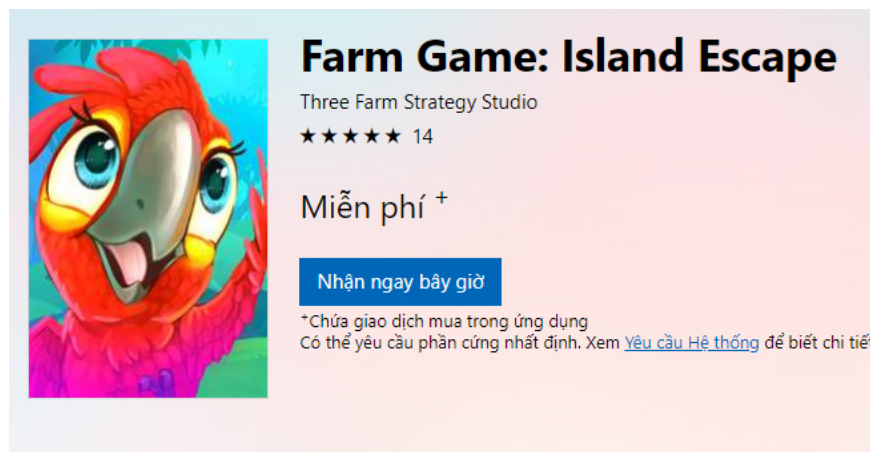 Farm Game: Island Escape
Three Farm Strategy Studio
★★★★★ 14
Miễn phí +
Nhận ngay bây giờ
+Chứa giao dịch mua trong ứng dụng
Có thể yêu cầu phần cứng nhất định. Xem Yêu cầu Hệ thống để biết chi tiết